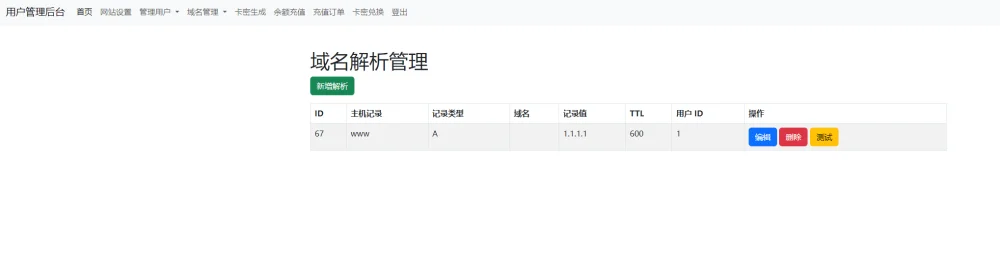 用户管理后台 首页 网站设置 管理用户 域名管理 卡密生成 余额充值 充值订单 卡密兑换 登出
域名解析管理
新增解析
ID 主机记录 记录类型 域名 记录值 TTL 用户 ID 操作
67 www A 1.1.1.1 600 1 编辑 删除 测试